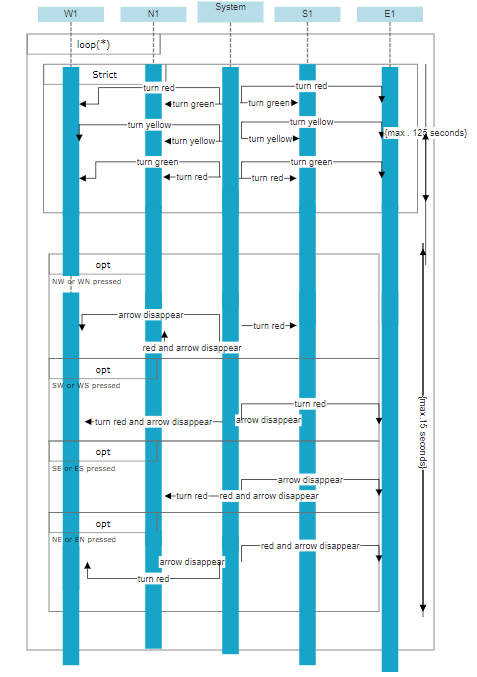 W1 N1 System S1 E1
loop(*)
Strict
turn red turn red
turn green turn green
turn yellow turn yellow
{max . 125 seconds}
turn yellow turn yellow
turn green turn green
turn red turn red
opt
NW or WN pressed
arrow disappear
turn red
red and arrow disappear
opt
SW or WS pressed
turn red
turn red and arrow disappear arrow disappear
{max.15 seconds}
opt
SE or ES pressed
arrow disappear
turn red red and arrow disappear
opt
NE or EN pressed
red and arrow disappear
arrow disappear
turn red